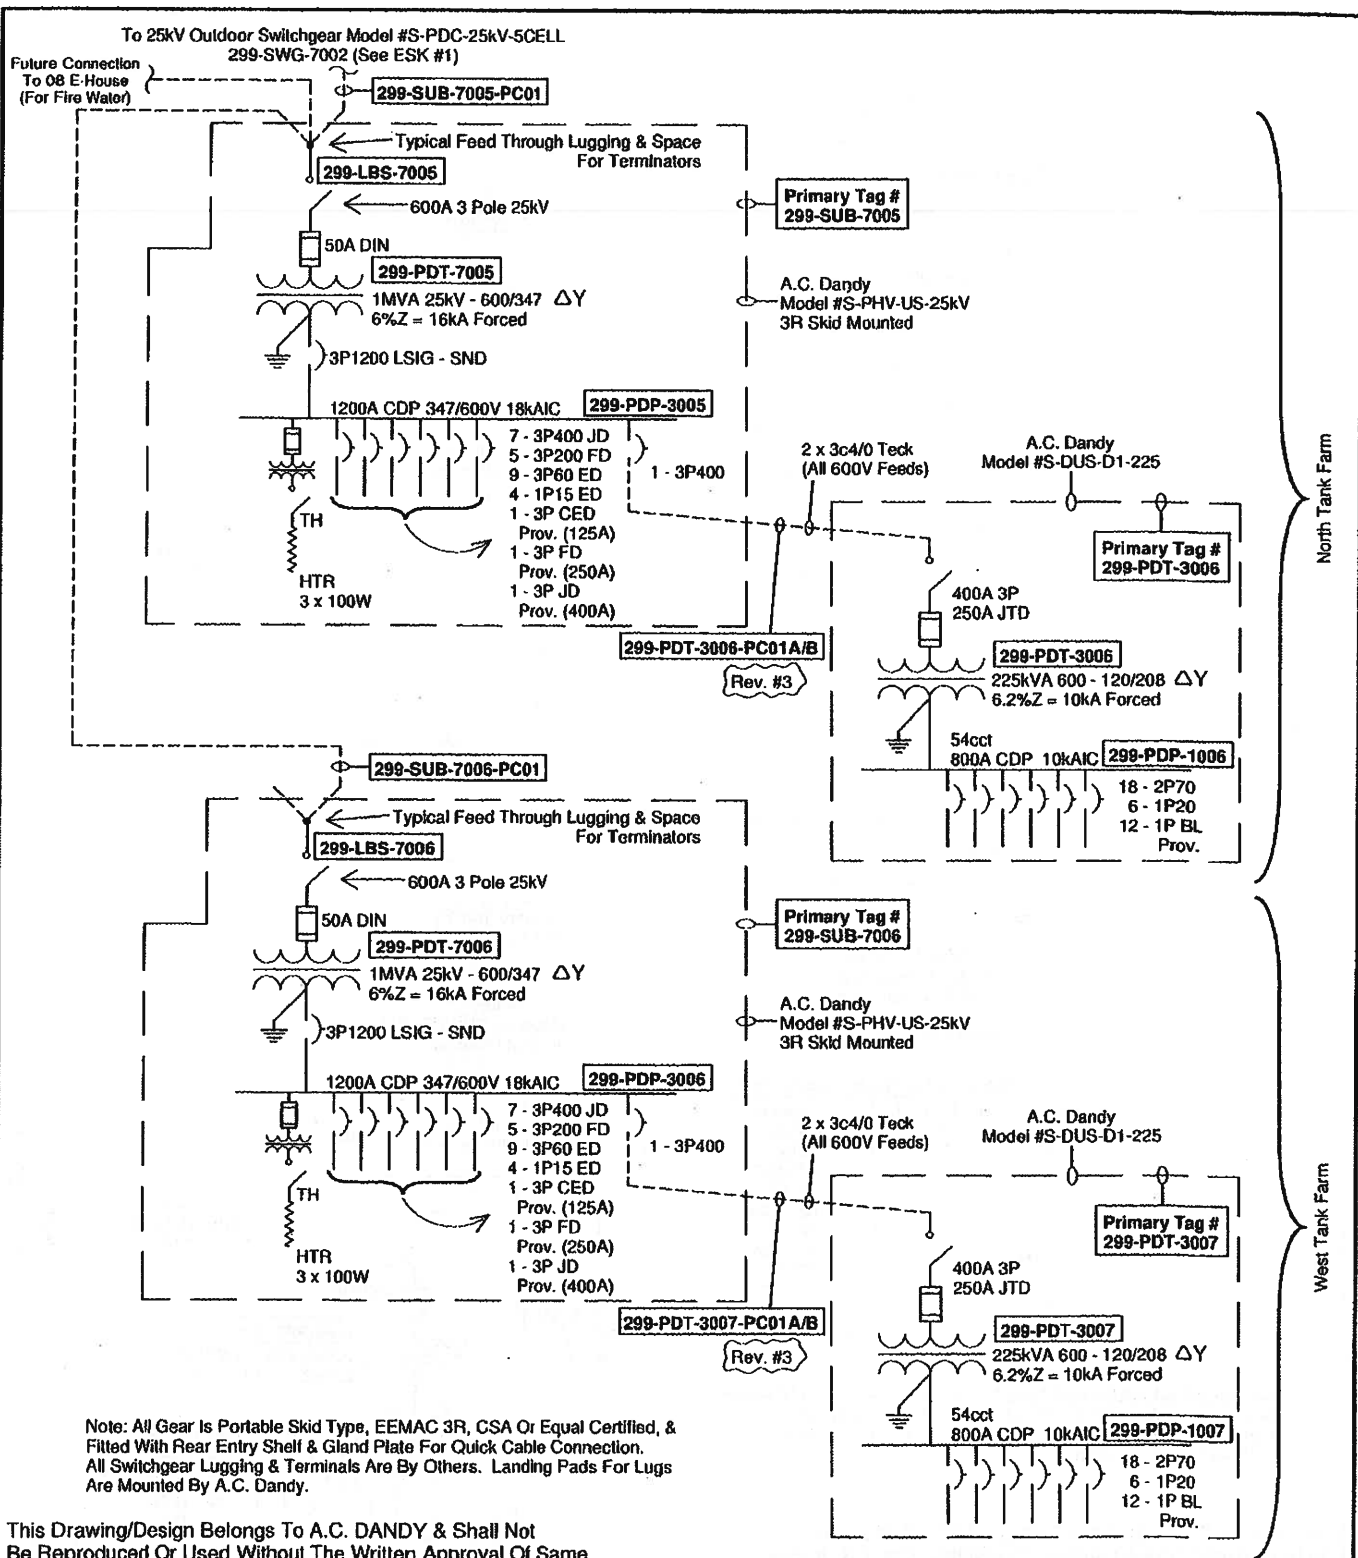 To 25kV Outdoor Switchgear Model #S-PDC-25kV-5CELL
299-SWG-7002 (See ESK #1)
Future Connection
To 08 E-House
(For Fire Water)
299-SUB-7005-PC01
Typical Feed Through Lugging & Space
For Terminators
299-LBS-7005
600A 3 Pole 25kV
Primary Tag #
299-SUB-7005
50A DIN
299-PDT-7005
1MVA 25kV - 600/347 ΔY
6%Z = 16kA Forced
A.C. Dandy
Model #S-PHV-US-25kV
3R Skid Mounted
3P1200 LSIG - SND
1200A CDP 347/600V 18kAIC
299-PDP-3005
7 - 3P400 JD
5 - 3P200 FD
9 - 3P60 ED
4 - 1P15 ED
1 - 3P CED
Prov. (125A)
1 - 3P FD
Prov. (250A)
1 - 3P JD
Prov. (400A)
1 - 3P400
TH
HTR
3 x 100W
2 x 3c4/0 Teck
(All 600V Feeds)
A.C. Dandy
Model #S-DUS-D1-225
Primary Tag #
299-PDT-3006
400A 3P
250A JTD
299-PDT-3006-PC01A/B
Rev. #3
299-PDT-3006
225kVA 600 - 120/208 ΔY
6.2%Z = 10kA Forced
54cct
800A CDP 10kAIC
299-PDP-1006
18 - 2P70
6 - 1P20
12 - 1P BL
Prov.
North Tank Farm
299-SUB-7006-PC01
Typical Feed Through Lugging & Space
For Terminators
299-LBS-7006
600A 3 Pole 25kV
Primary Tag #
299-SUB-7006
50A DIN
299-PDT-7006
1MVA 25kV - 600/347 ΔY
6%Z = 16kA Forced
A.C. Dandy
Model #S-PHV-US-25kV
3R Skid Mounted
3P1200 LSIG - SND
1200A CDP 347/600V 18kAIC
299-PDP-3006
7 - 3P400 JD
5 - 3P200 FD
9 - 3P60 ED
4 - 1P15 ED
1 - 3P CED
Prov. (125A)
1 - 3P FD
Prov. (250A)
1 - 3P JD
Prov. (400A)
1 - 3P400
TH
HTR
3 x 100W
2 x 3c4/0 Teck
(All 600V Feeds)
A.C. Dandy
Model #S-DUS-D1-225
Primary Tag #
299-PDT-3007
400A 3P
250A JTD
299-PDT-3007-PC01A/B
Rev. #3
299-PDT-3007
225kVA 600 - 120/208 ΔY
6.2%Z = 10kA Forced
54cct
800A CDP 10kAIC
299-PDP-1007
18 - 2P70
6 - 1P20
12 - 1P BL
Prov.
West Tank Farm
Note: All Gear Is Portable Skid Type, EEMAC 3R, CSA Or Equal Certified, &
Fitted With Rear Entry Shelf & Gland Plate For Quick Cable Connection.
All Switchgear Lugging & Terminals Are By Others. Landing Pads For Lugs
Are Mounted By A.C. Dandy.
This Drawing/Design Belongs To A.C. DANDY & Shall Not
Be Reproduced Or Used Without The Written Approval Of Same